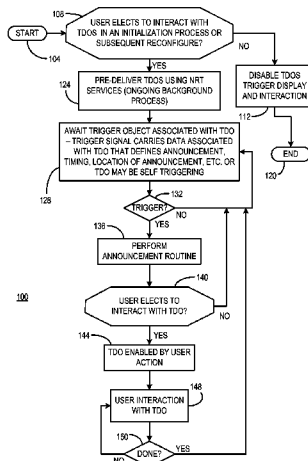 108
USER ELECTS TO INTERACT WITH
TDOS, IN AN INITIALIZATION PROCESS OR
SUBSEQUENT RECONFIGURE?
START
104
NO
YES
124
PRE-DELIVER TDOS USING NRT
SERVICES (ONGOING BACKGROUND
PROCESS)
DISABLE TDOS
TRIGGER DISPLAY
AND INTERACTION
112
END
120
AWAIT TRIGGER OBJECT ASSOCIATED WITH TDO
– TRIGGER SIGNAL CARRIES DATA ASSOCIATED
WITH TDO THAT DEFINES ANNOUNCEMENT,
TIMING, LOCATION OF ANNOUNCEMENT, ETC. OR
TDO MAY BE SELF TRIGGERING
128
132
TRIGGER?
NO
YES
136
PERFORM
ANNOUNCEMENT ROUTINE
100
140
USER ELECTS TO
INTERACT WITH TDO?
NO
YES
144
TDO ENABLED BY USER
ACTION
148
USER INTERACTION
WITH TDO
150
DONE?
YES
NO